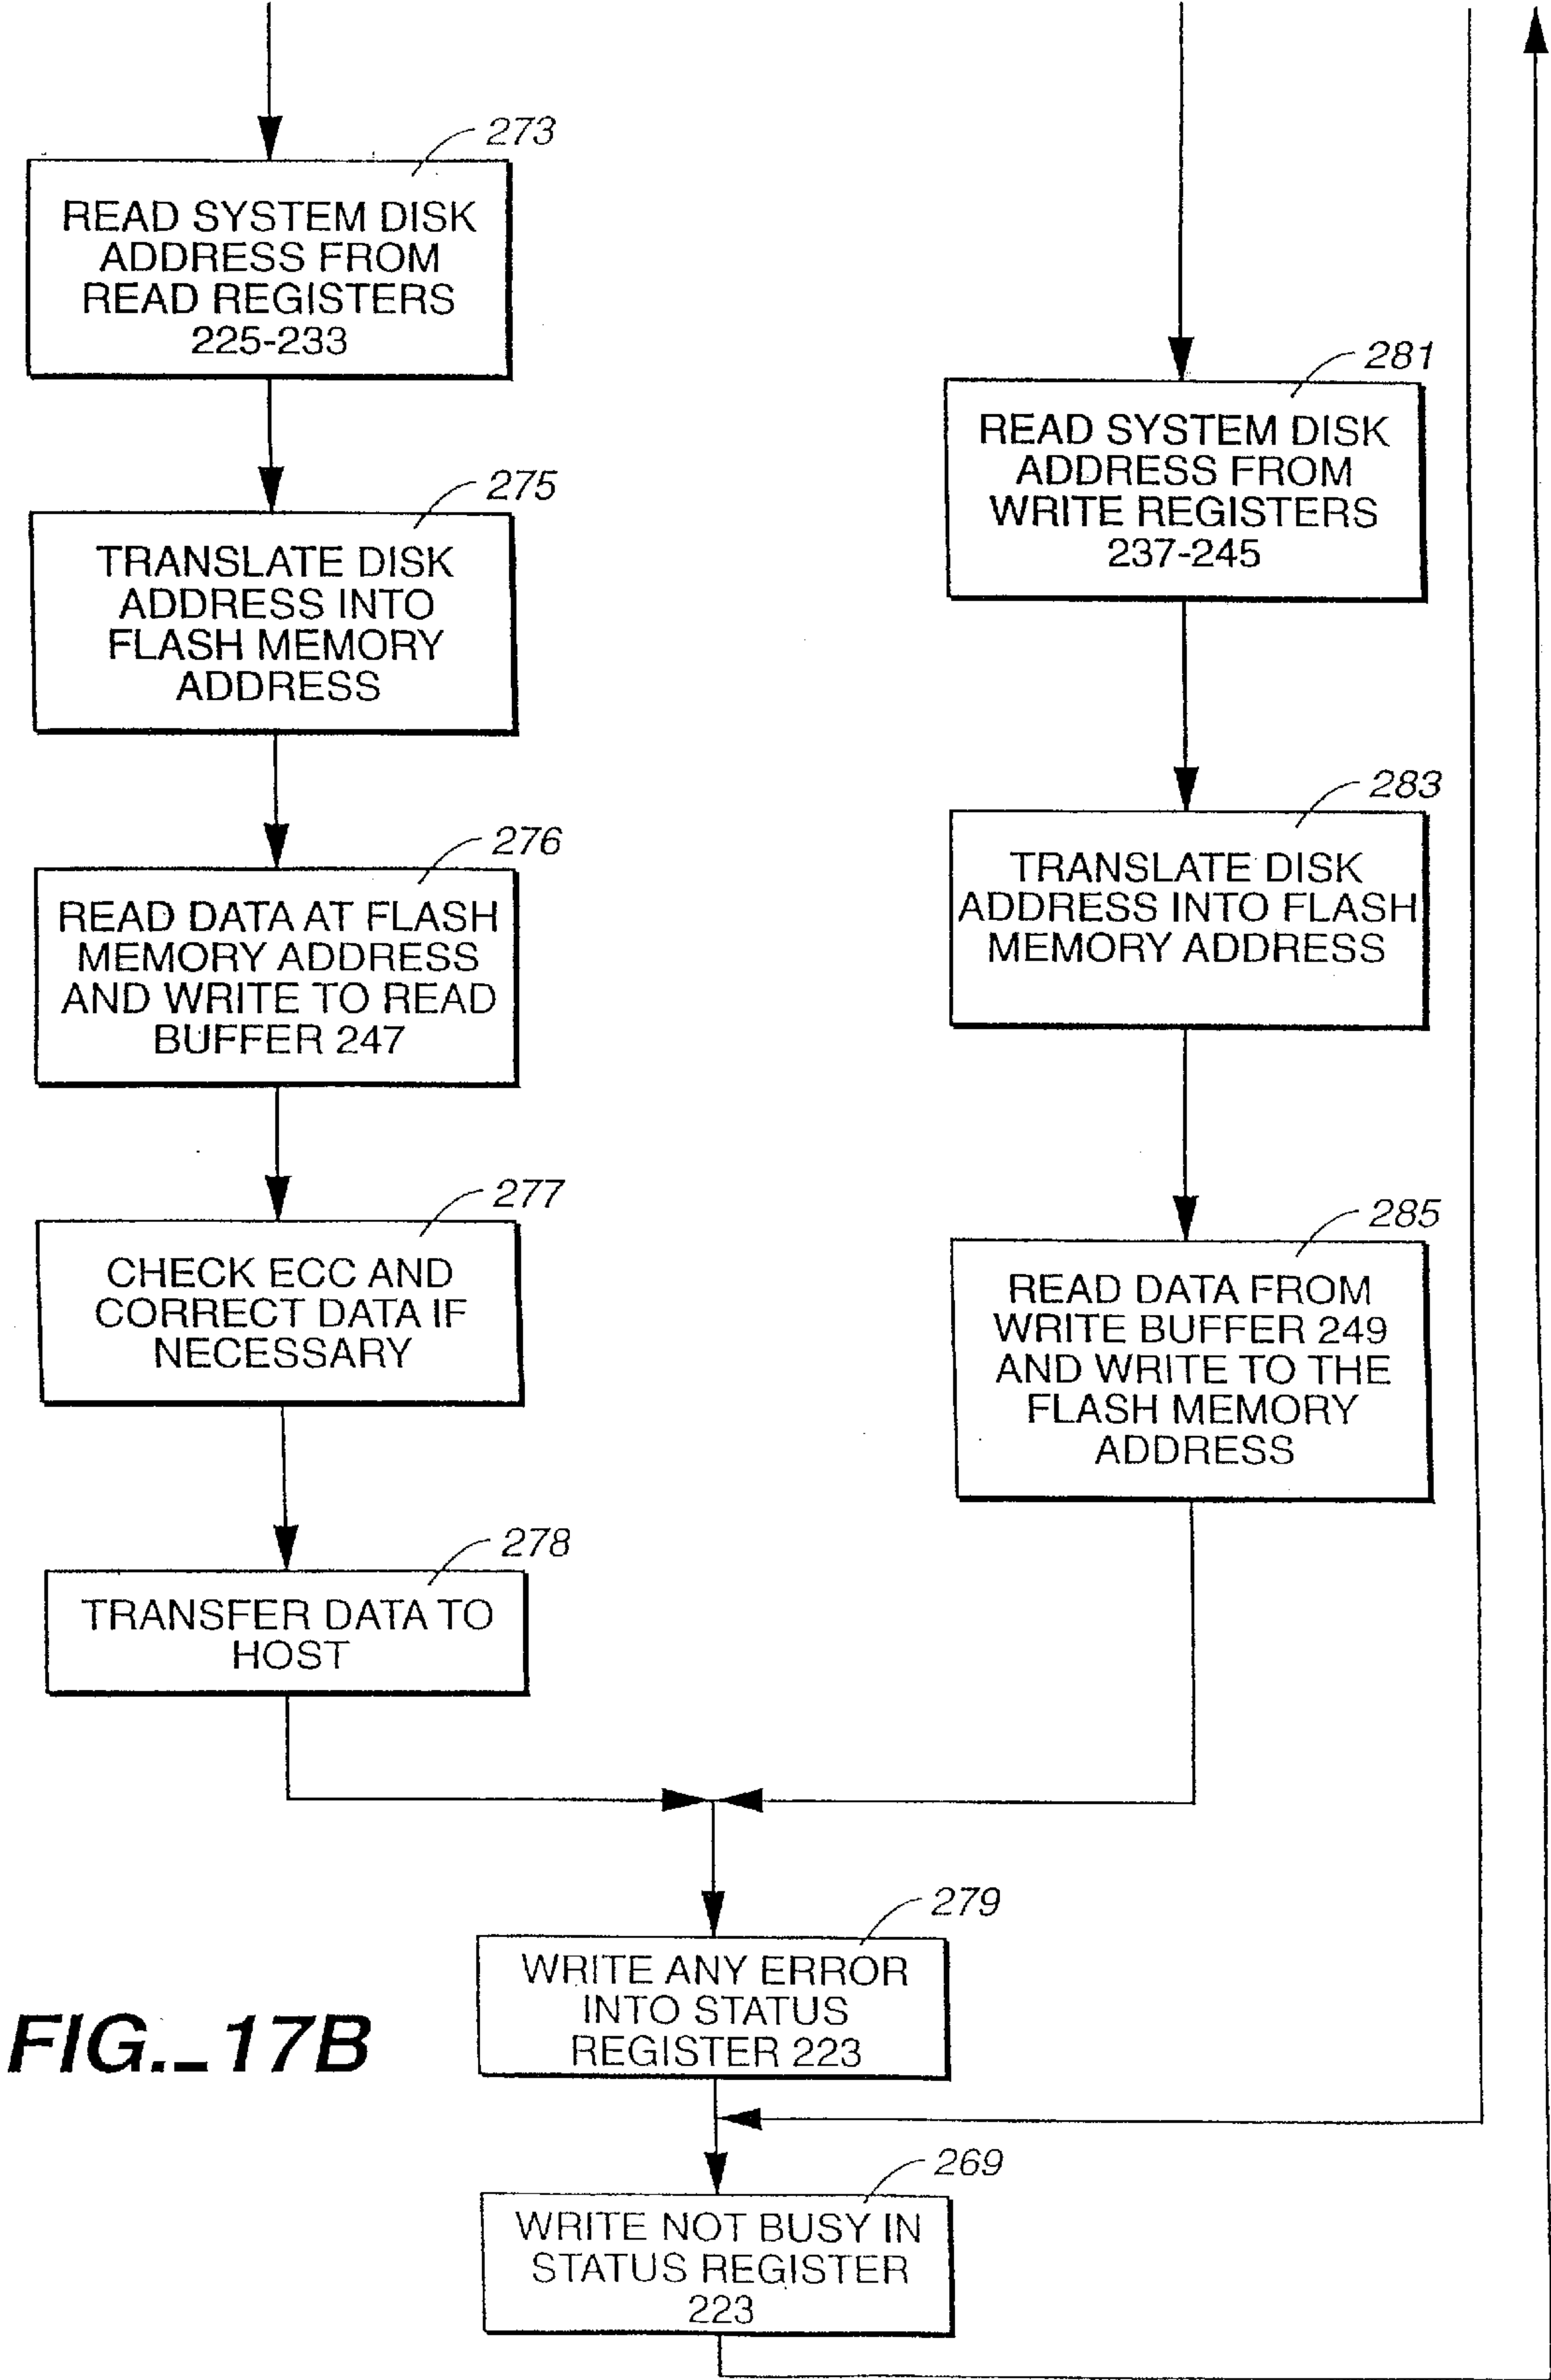 273
READ SYSTEM DISK
ADDRESS FROM
READ REGISTERS
225-233
275
TRANSLATE DISK
ADDRESS INTO
FLASH MEMORY
ADDRESS
276
READ DATA AT FLASH
MEMORY ADDRESS
AND WRITE TO READ
BUFFER 247
277
CHECK ECC AND
CORRECT DATA IF
NECESSARY
278
TRANSFER DATA TO
HOST
281
READ SYSTEM DISK
ADDRESS FROM
WRITE REGISTERS
237-245
283
TRANSLATE DISK
ADDRESS INTO FLASH
MEMORY ADDRESS
285
READ DATA FROM
WRITE BUFFER 249
AND WRITE TO THE
FLASH MEMORY
ADDRESS
279
WRITE ANY ERROR
INTO STATUS
REGISTER 223
269
WRITE NOT BUSY IN
STATUS REGISTER
223
FIG._17B